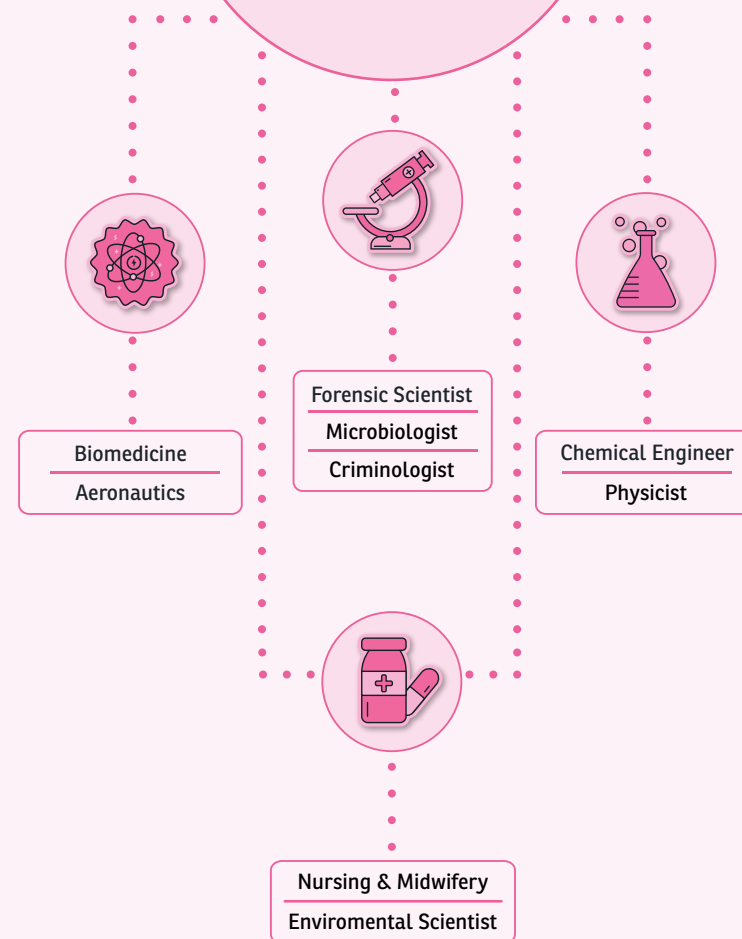 Forensic Scientist
Microbiologist
Criminologist
Biomedicine
Aeronautics
Chemical Engineer
Physicist
Nursing & Midwifery
Enviromental Scientist